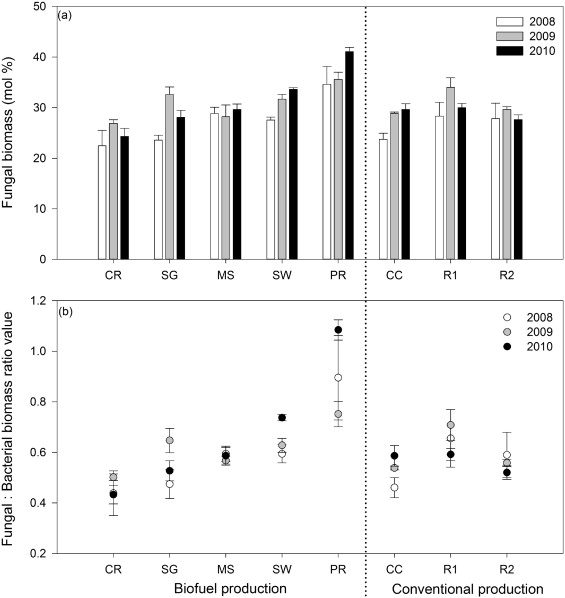 (a)
2008
2009
2010
Fungal biomass (mol %)
50
40
30
20
10
0
CR SG MS SW PR CC R1 R2
(b)
2008
2009
2010
Fungal : Bacterial biomass ratio value
1.2
1.0
0.8
0.6
0.4
0.2
CR SG MS SW PR CC R1 R2
Biofuel production Conventional production